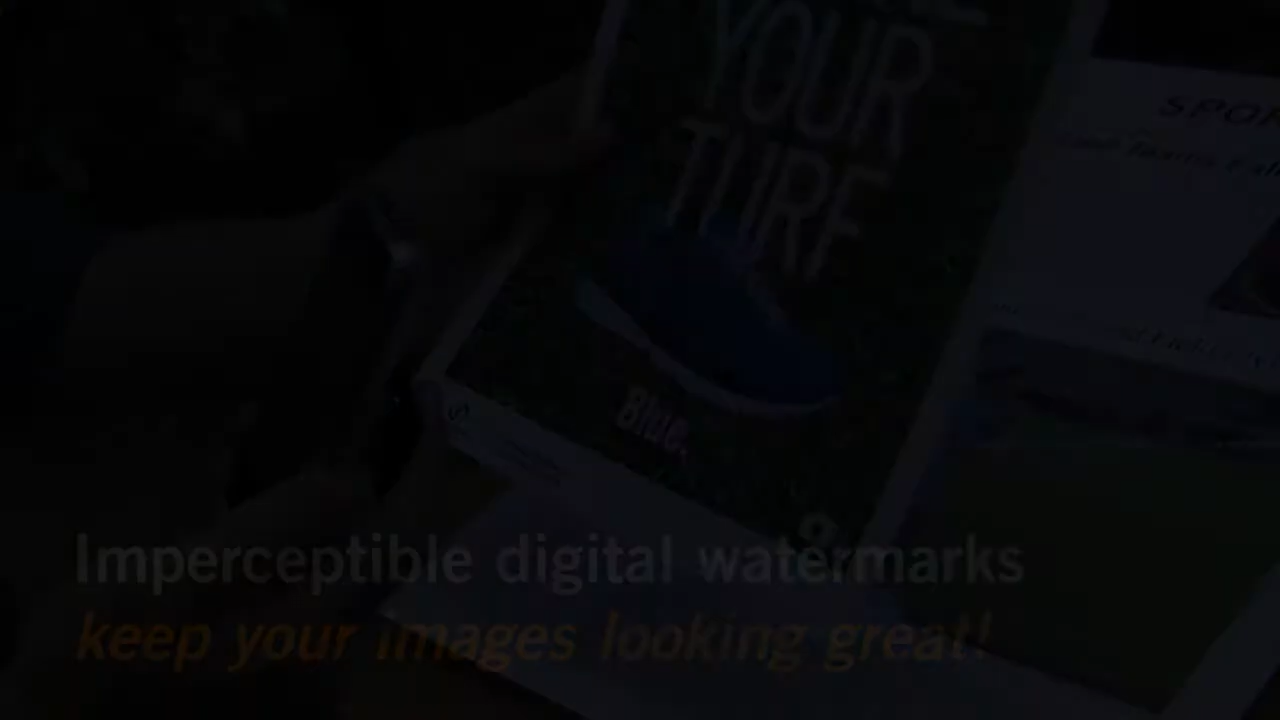 YOUR
TURF
Blue.
Imperceptible digital watermarks
keep your images looking great!